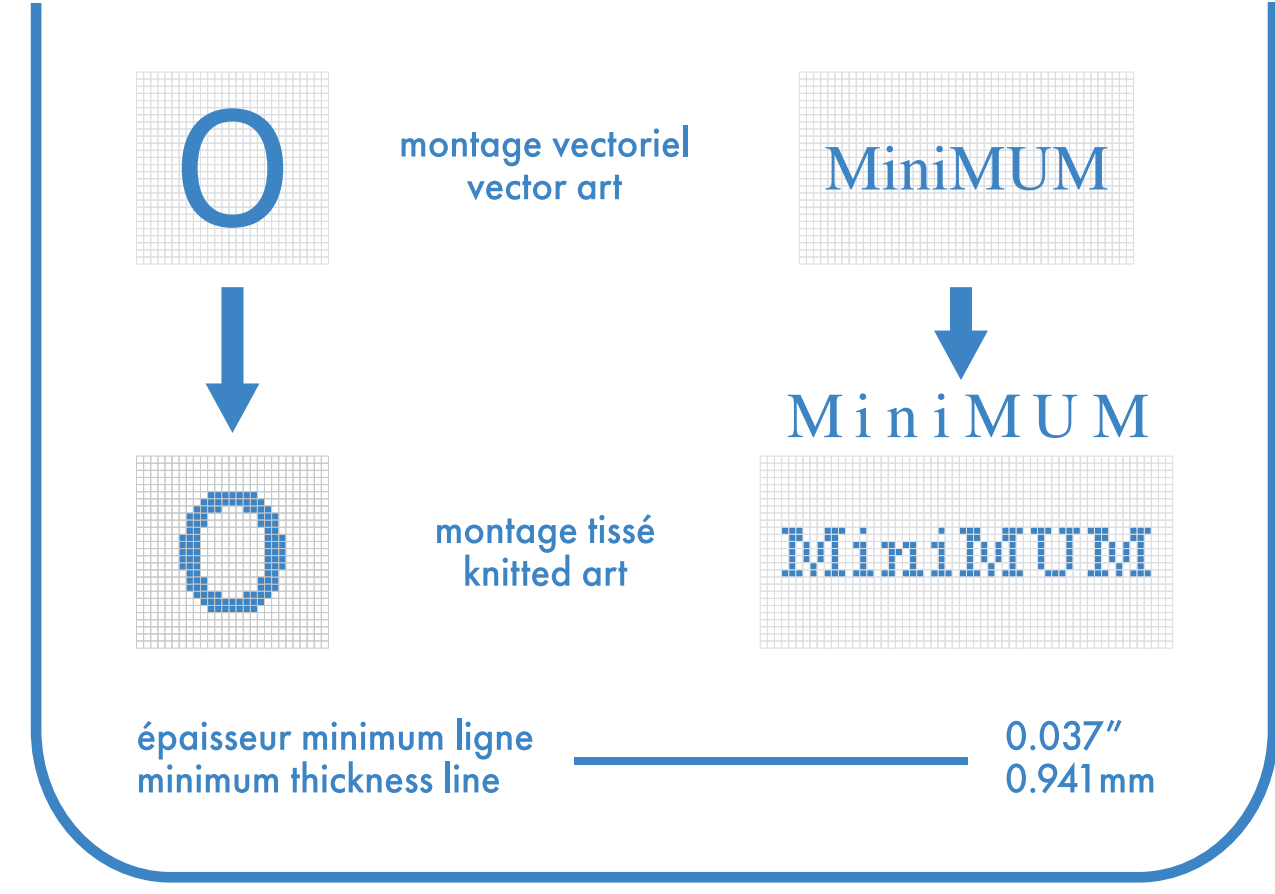 O
montage vectoriel
vector art
MiniMUM
MiniMUM
O
montage tissé
knitted art
MiniMUM
épaisseur minimum ligne
minimum thickness line
0.037″
0.941mm